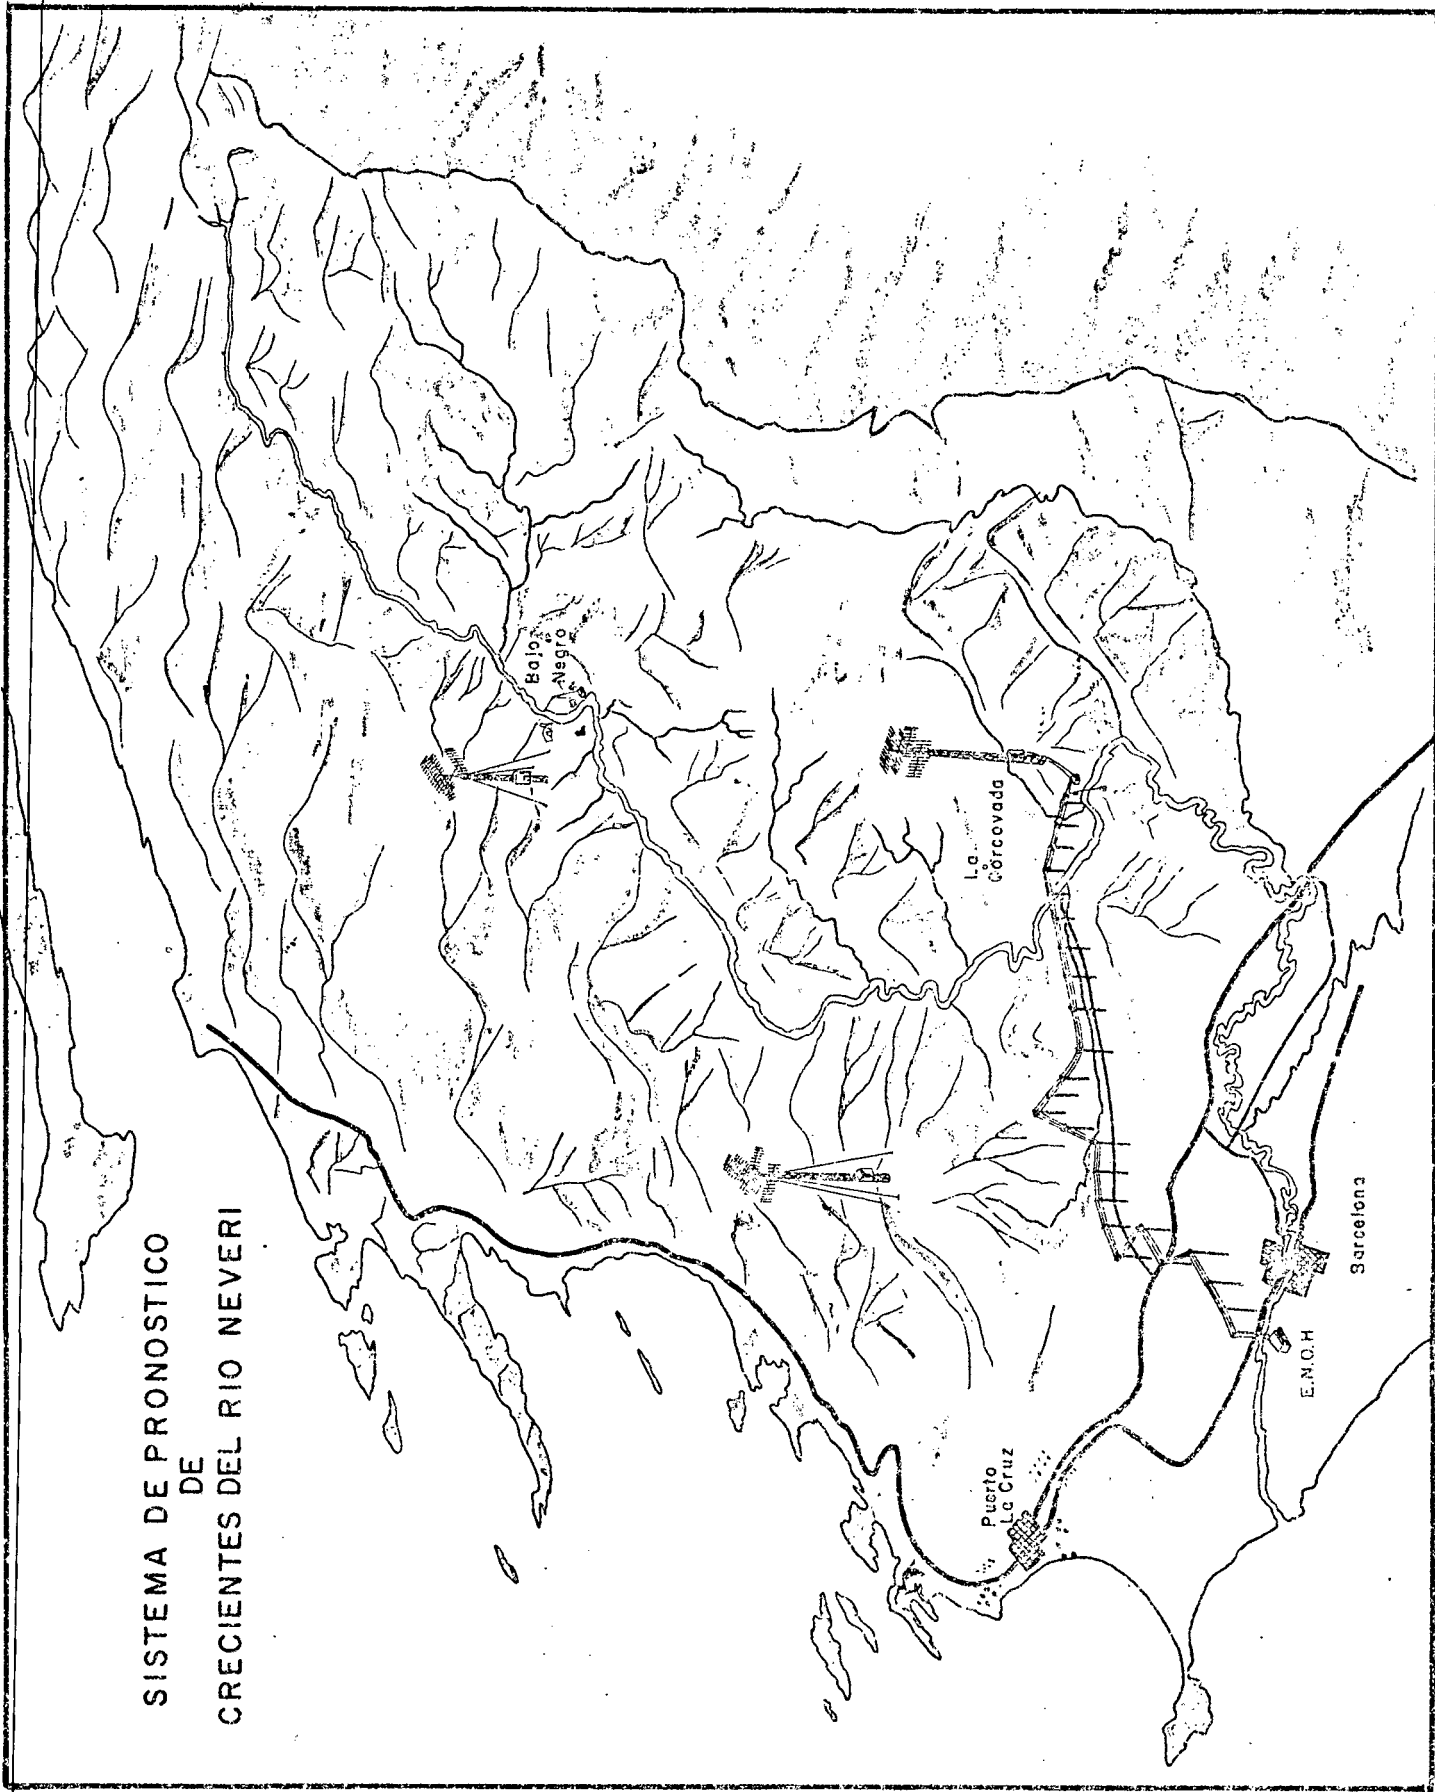 SISTEMA DE PRONOSTICO
DE
CRECIENTES DEL RIO NEVERI
Bajo
Negro
La
Corcovada
Puerto
La Cruz
E.N.O.H
Barcelona